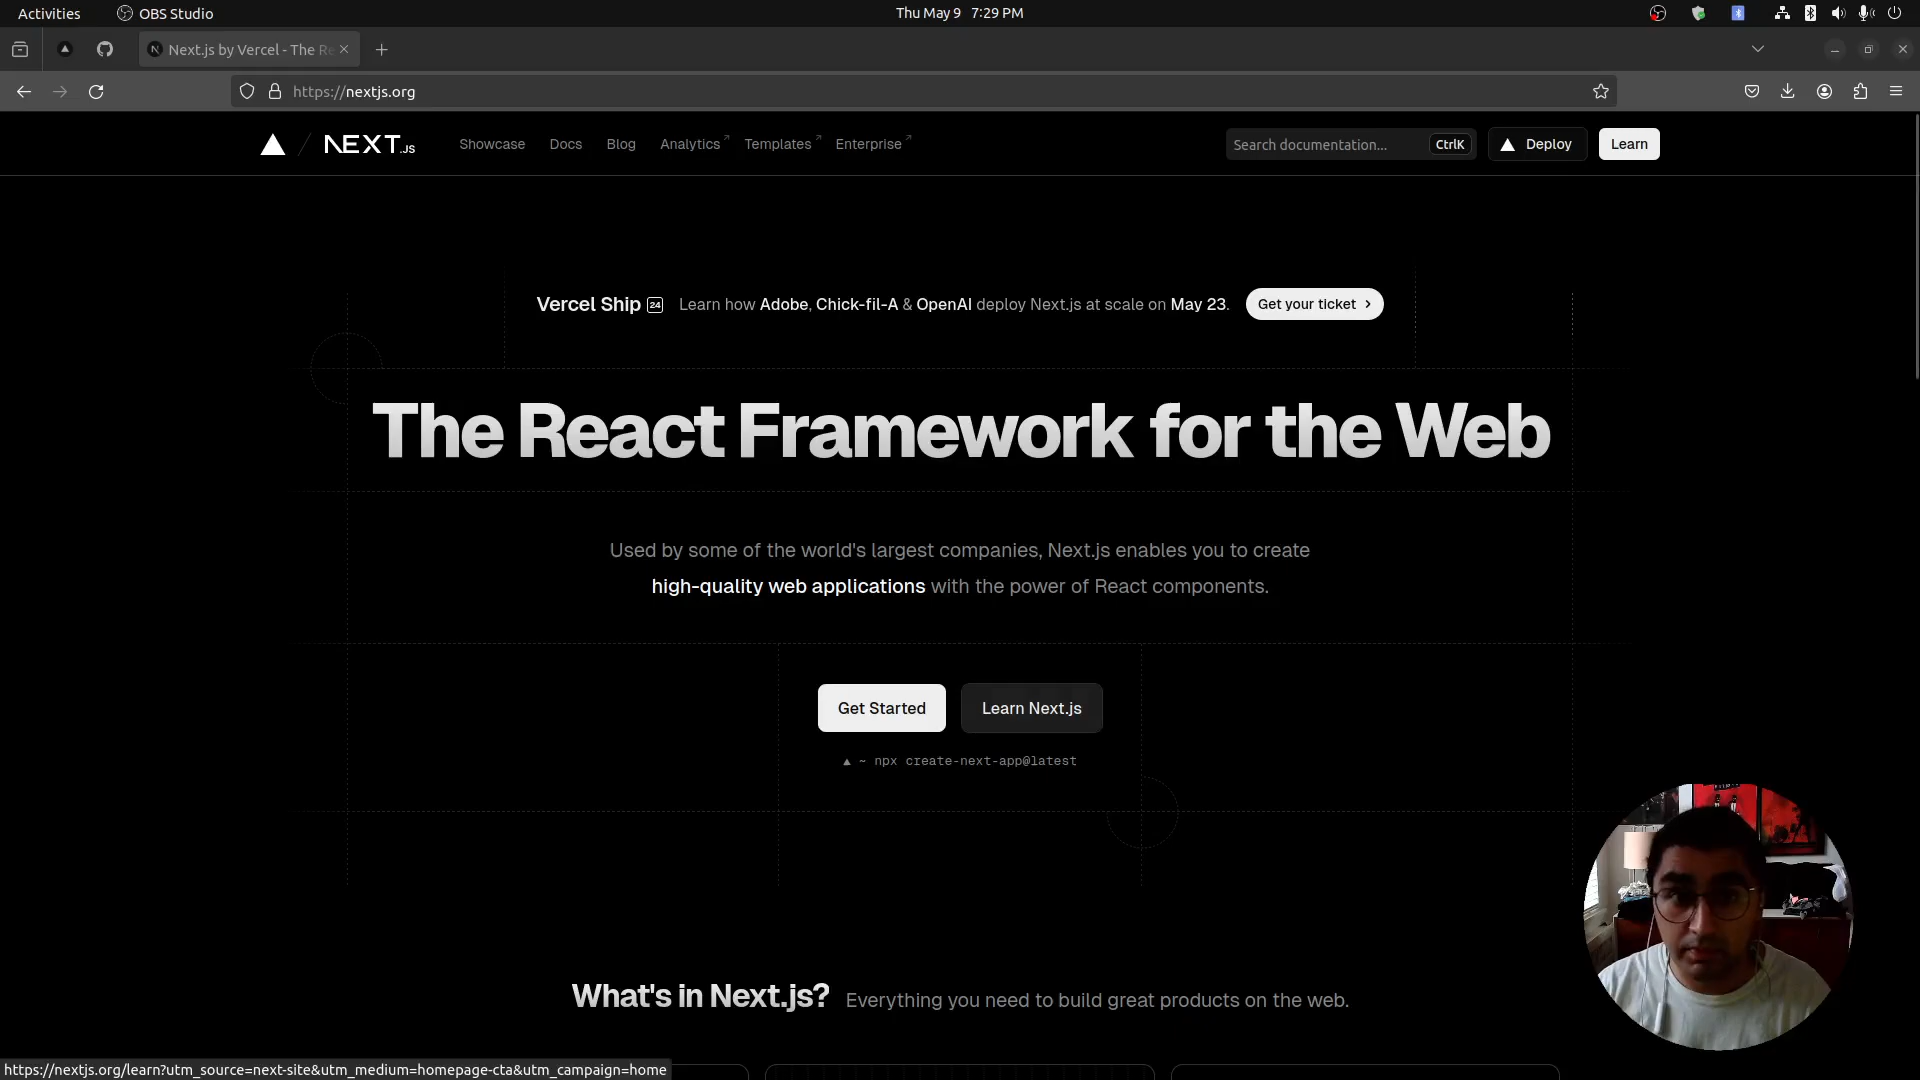 Activities
OBS Studio
Thu May 9 7:29 PM
Next.js by Vercel - The Re
https://nextjs.org
NEXT.JS
Showcase
Docs
Blog
Analytics
Templates
Enterprise
Search documentation...
CtrlK
Deploy
Learn
Vercel Ship 24 Learn how Adobe, Chick-fil-A & OpenAI deploy Next.js at scale on May 23.
Get your ticket
The React Framework for the Web
Used by some of the world's largest companies, Next.js enables you to create
high-quality web applications with the power of React components.
Get Started
Learn Next.js
▲ ~ npx create-next-app@latest
What's in Next.js? Everything you need to build great products on the web.
https://nextjs.org/learn?utm_source=next-site&utm_medium=homepage-cta&utm_campaign=home